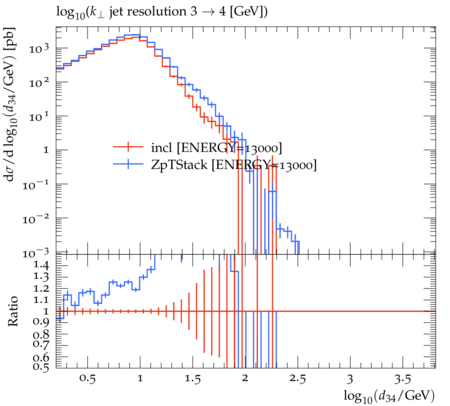 log₁₀(k⊥ jet resolution 3 → 4 [GeV])
dσ/d log₁₀(d₃₄/GeV) [pb]
10³
10²
10¹
1
10⁻¹
10⁻²
10⁻³
incl [ENERGY=13000]
ZpTStack [ENERGY=13000]
Ratio
1.4
1.3
1.2
1.1
1
0.9
0.8
0.7
0.6
0.5
0.5 1 1.5 2 2.5 3 3.5
log₁₀(d₃₄/GeV)